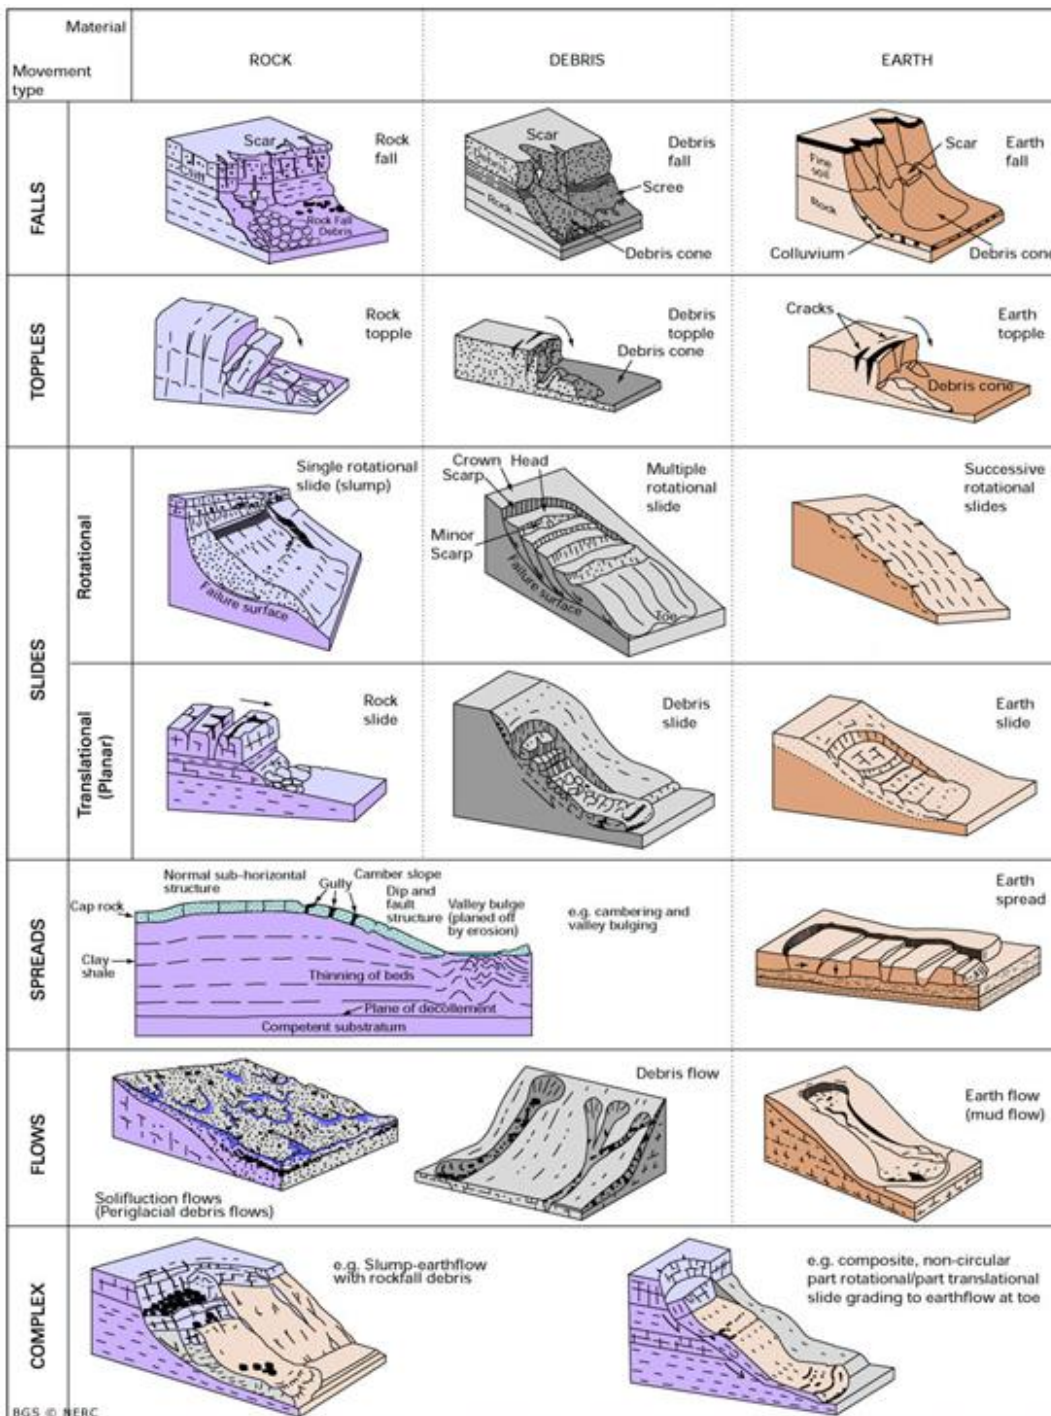 Material
Movement
type
ROCK
DEBRIS
EARTH
FALLS
Scar
Cliff
Rock Fall
Debris
Rock
fall
Scar
Debris
Rock
Debris
fall
Scree
Debris cone
Fine
soil
Rock
Scar
Earth
fall
Colluvium
Debris cone
TOPPLES
Rock
topple
Debris
topple
Debris cone
Cracks
Earth
topple
Debris cone
SLIDES
Rotational
Single rotational
slide (slump)
Failure surface
Crown
Head
Scarp
Minor
Scarp
Failure surface
Toe
Multiple
rotational
slide
Successive
rotational
slides
Translational
(Planar)
Rock
slide
Debris
slide
Earth
slide
SPREADS
Normal sub-horizontal
structure
Cap rock
Gully
Camber slope
Dip and
fault
structure
Valley bulge
(planed off
by erosion)
Clay
shale
Thinning of beds
Plane of decollement
Competent substratum
e.g. cambering and
valley bulging
Earth
spread
FLOWS
Solifluction flows
(Periglacial debris flows)
Debris flow
Earth flow
(mud flow)
COMPLEX
e.g. Slump-earthflow
with rockfall debris
e.g. composite, non-circular
part rotational/part translational
slide grading to earthflow at toe
BGS © NERC